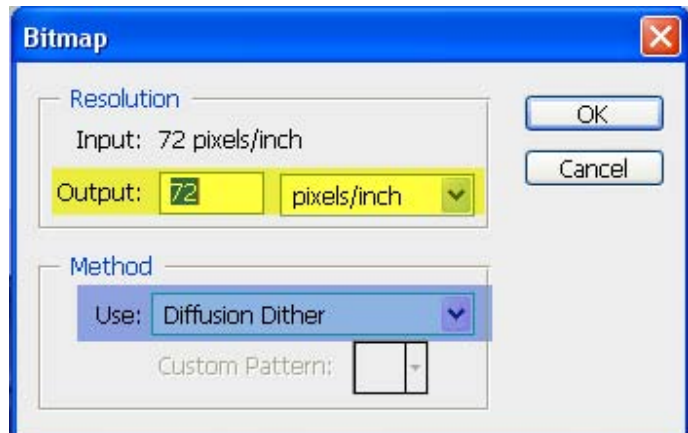 Bitmap
Resolution
OK
Input: 72 pixels/inch
Cancel
Output: 72 pixels/inch
Method
Use: Diffusion Dither
Custom Pattern: